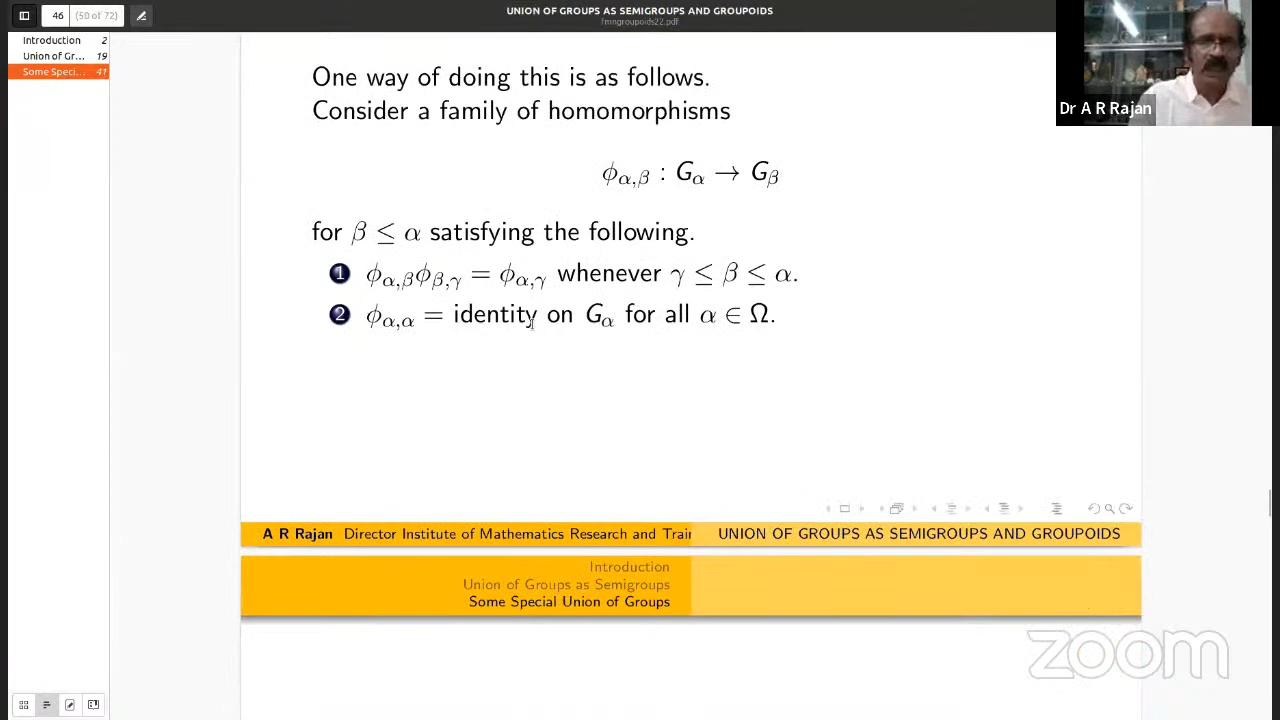 46 (50 of 72)
UNION OF GROUPS AS SEMIGROUPS AND GROUPOIDS
fmngroupoids22.pdf
Introduction 2
Union of Gr... 19
Some Speci... 41
Dr A R Rajan
One way of doing this is as follows.
Consider a family of homomorphisms
ϕα,β : Gα → Gβ
for β ≤ α satisfying the following.
1 ϕα,βϕβ,γ = ϕα,γ whenever γ ≤ β ≤ α.
2 ϕα,α = identity on Gα for all α ∈ Ω.
A R Rajan Director Institute of Mathematics Research and Trai UNION OF GROUPS AS SEMIGROUPS AND GROUPOIDS
Introduction
Union of Groups as Semigroups
Some Special Union of Groups
zoom